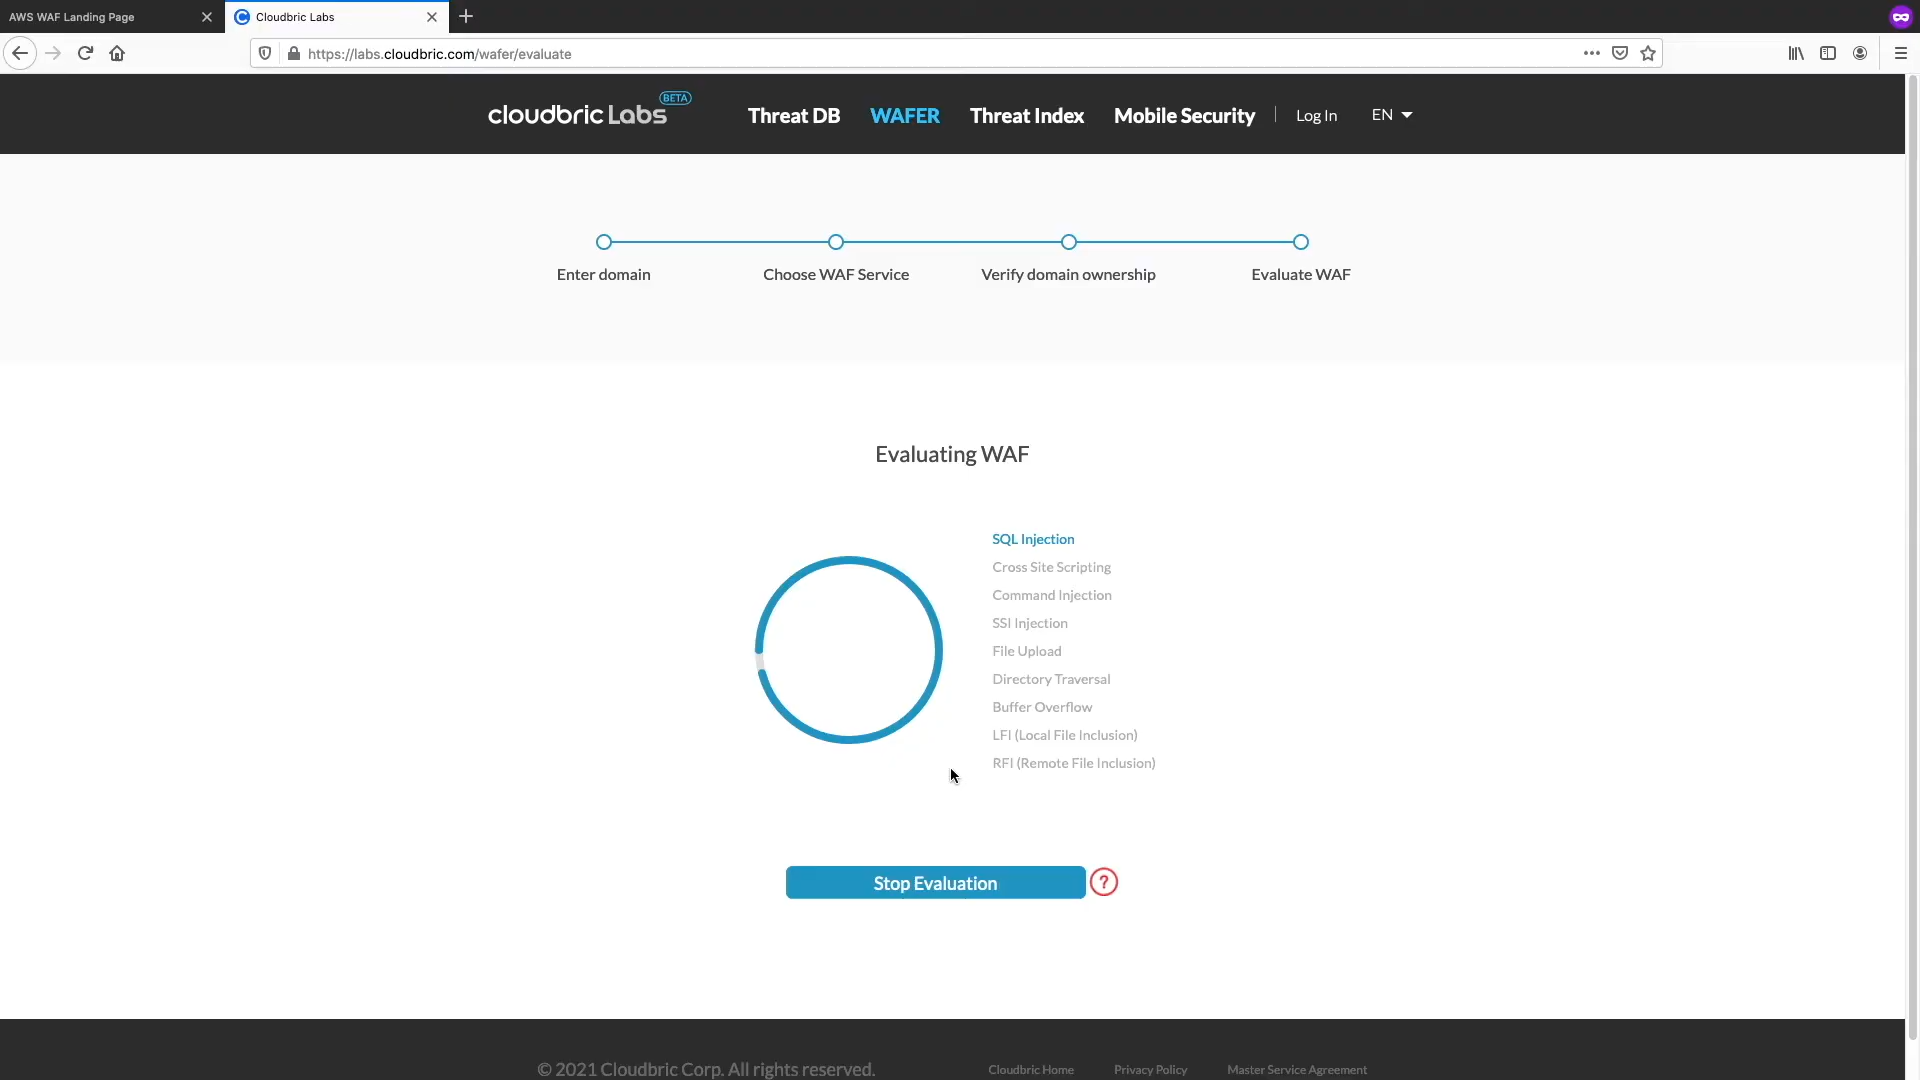 AWS WAF Landing Page
Cloudbric Labs
https://labs.cloudbric.com/wafer/evaluate
cloudbric Labs BETA
Threat DB
WAFER
Threat Index
Mobile Security
Log In
EN
Enter domain
Choose WAF Service
Verify domain ownership
Evaluate WAF
Evaluating WAF
SQL Injection
Cross Site Scripting
Command Injection
SSI Injection
File Upload
Directory Traversal
Buffer Overflow
LFI (Local File Inclusion)
RFI (Remote File Inclusion)
Stop Evaluation
?
© 2021 Cloudbric Corp. All rights reserved.
Cloudbric Home
Privacy Policy
Master Service Agreement